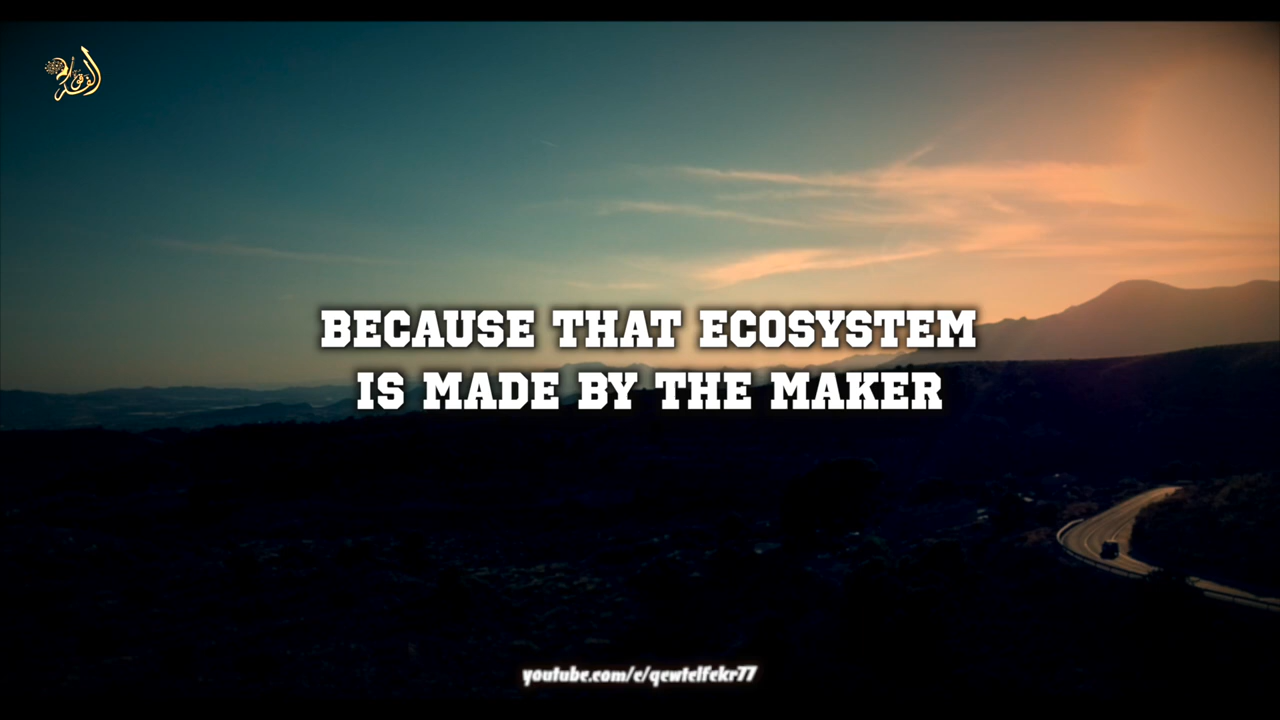 BECAUSE THAT ECOSYSTEM
IS MADE BY THE MAKER
youtube.com/c/qewtelfekr77